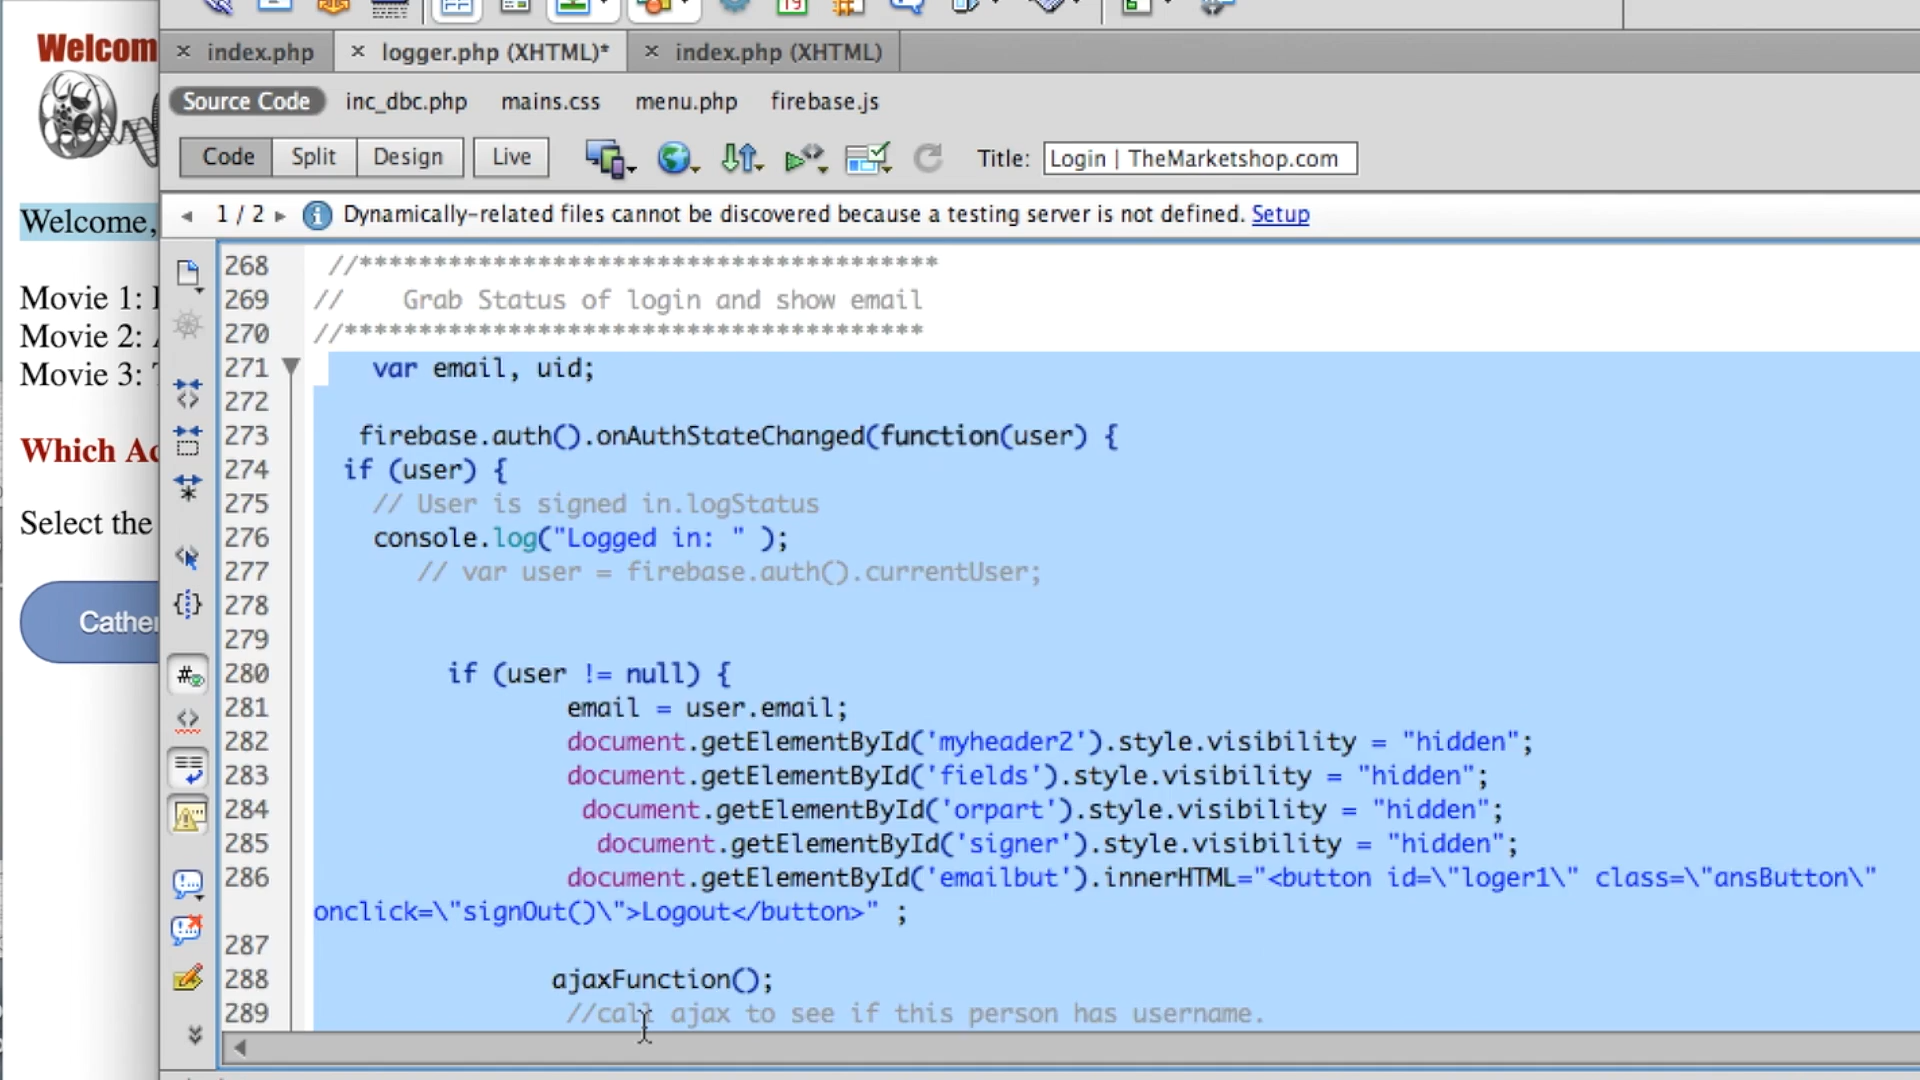 Welcom
index.php
logger.php (XHTML)*
index.php (XHTML)
Source Code
inc_dbc.php
mains.css
menu.php
firebase.js
Code
Split
Design
Live
Title:
Login | TheMarketshop.com
1 / 2
Dynamically-related files cannot be discovered because a testing server is not defined. Setup
Welcome,
Movie 1:
Movie 2:
Movie 3:
Which Ac
Select the
Cather
268 //***************************************
269 // Grab Status of login and show email
270 //***************************************
271 var email, uid;
272
273 firebase.auth().onAuthStateChanged(function(user) {
274 if (user) {
275 // User is signed in.logStatus
276 console.log("Logged in: " );
277 // var user = firebase.auth().currentUser;
278
279
280 if (user != null) {
281 email = user.email;
282 document.getElementById('myheader2').style.visibility = "hidden";
283 document.getElementById('fields').style.visibility = "hidden";
284 document.getElementById('orpart').style.visibility = "hidden";
285 document.getElementById('signer').style.visibility = "hidden";
286 document.getElementById('emailbut').innerHTML="<button id=\"loger1\" class=\"ansButton\"
onclick=\"signOut()\">Logout</button>" ;
287
288 ajaxFunction();
289 //call ajax to see if this person has username.